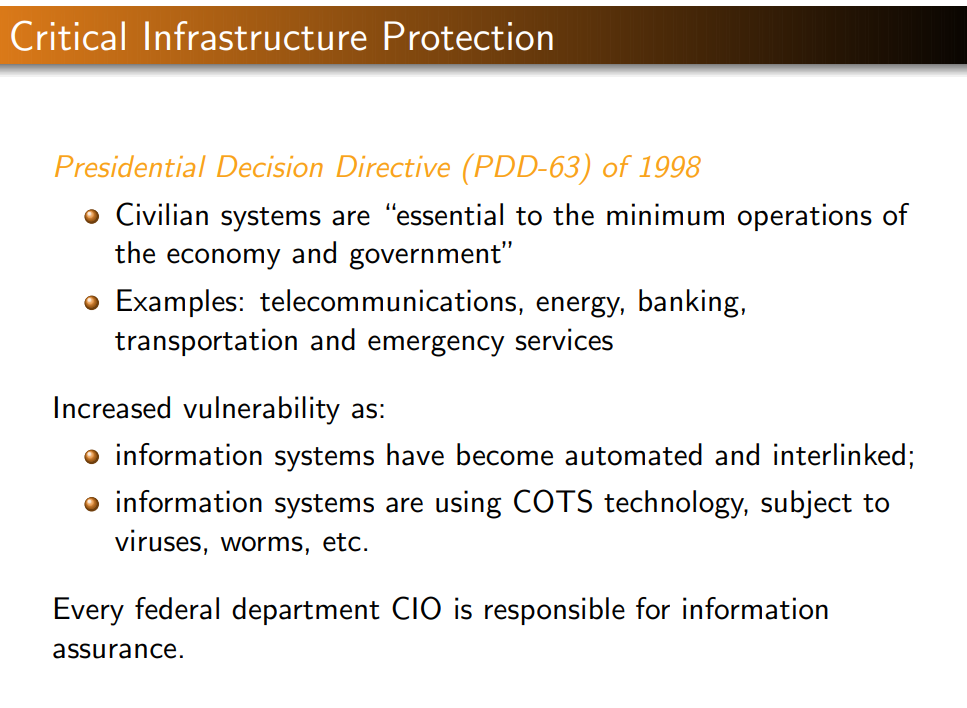 Critical Infrastructure Protection
Presidential Decision Directive (PDD-63) of 1998
Civilian systems are “essential to the minimum operations of
the economy and government”
Examples: telecommunications, energy, banking,
transportation and emergency services
Increased vulnerability as:
information systems have become automated and interlinked;
information systems are using COTS technology, subject to
viruses, worms, etc.
Every federal department CIO is responsible for information
assurance.